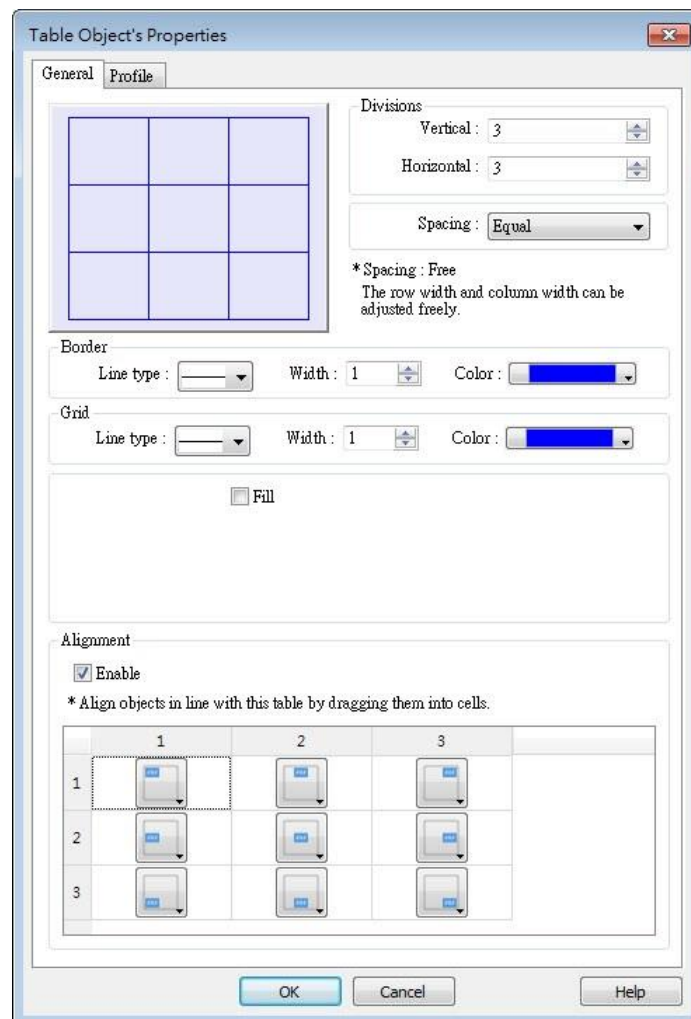 Table Object's Properties
General Profile
Divisions
Vertical : 3
Horizontal : 3
Spacing : Equal
* Spacing : Free
The row width and column width can be
adjusted freely.
Border
Line type : Width : 1 Color :
Grid
Line type : Width : 1 Color :
Fill
Alignment
Enable
* Align objects in line with this table by dragging them into cells.
1 2 3
1
2
3
OK Cancel Help